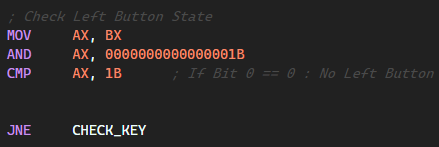 ; Check Left Button State
MOV AX, BX
AND AX, 0000000000000001B
CMP AX, 1B ; If Bit 0 == 0 : No Left Button
JNE CHECK_KEY